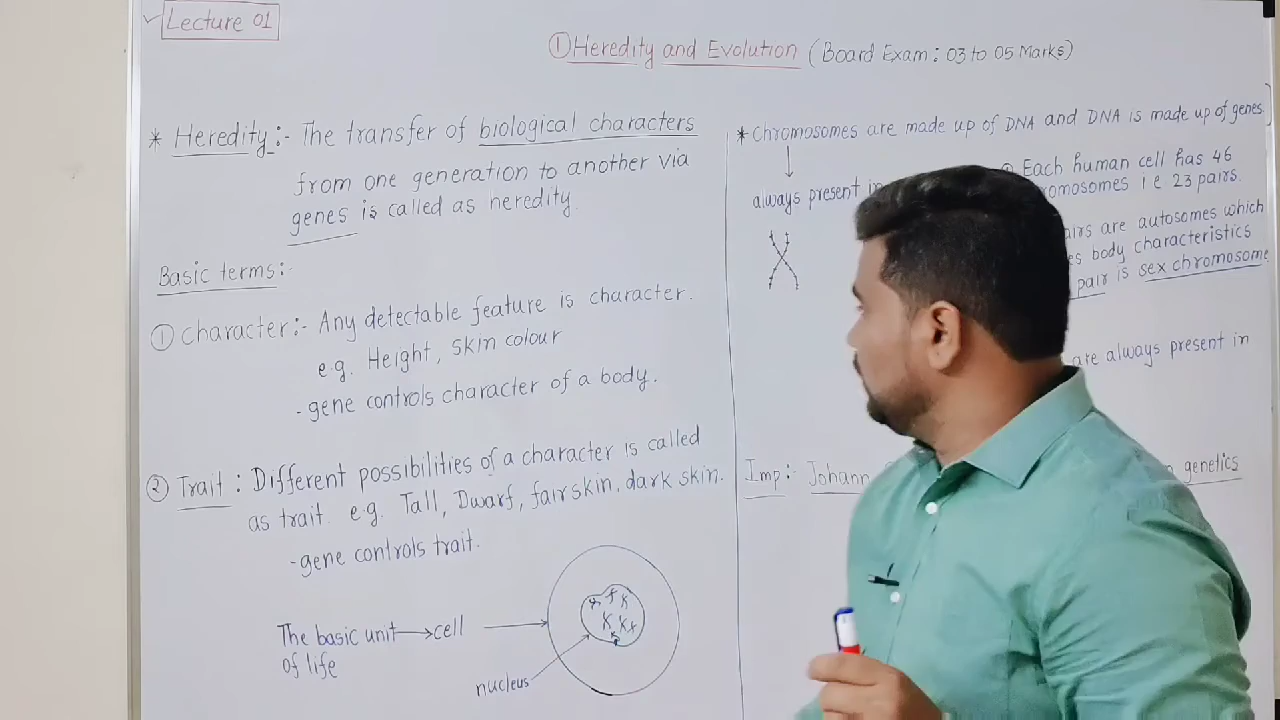 Lecture 01
① Heredity and Evolution (Board Exam: 03 to 05 Marks)
* Heredity:- The transfer of biological characters
from one generation to another via
genes is called as heredity.
Basic terms:-
① Character:- Any detectable feature is character.
e.g. Height, skin colour
- gene controls character of a body.
② Trait: Different possibilities of a character is called
as trait. e.g. Tall, Dwarf, fair skin, dark skin.
- gene controls trait.
The basic unit → cell
of life
nucleus
* Chromosomes are made up of DNA and DNA is made up of genes.
always present in
Each human cell has 46
omosomes i.e 23 pairs.
airs are autosomes which
es body characteristics
pair is sex chromosome
are always present in
Imp:- Johann
genetics